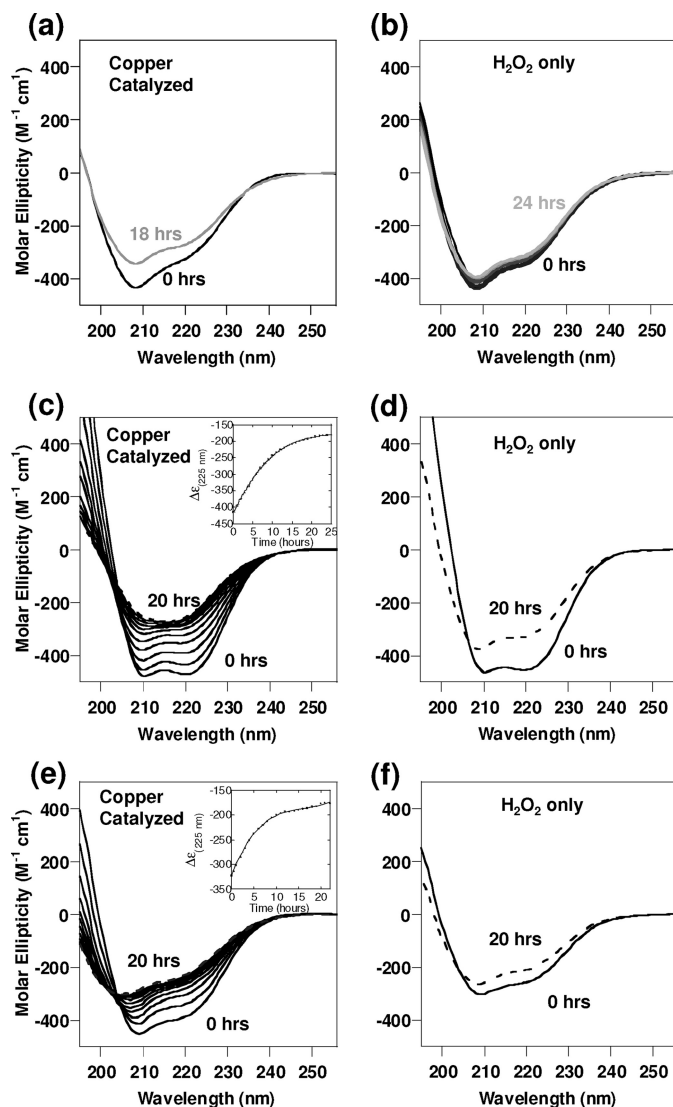 (a)
Copper
Catalyzed
400
200
0
-200
-400
Molar Ellipticity (M⁻¹ cm¹)
18 hrs
0 hrs
200 210 220 230 240 250
Wavelength (nm)
(b)
H₂O₂ only
400
200
0
-200
-400
24 hrs
0 hrs
200 210 220 230 240 250
Wavelength (nm)
(c)
Copper
Catalyzed
400
200
0
-200
-400
Molar Ellipticity (M⁻¹ cm¹)
-150
-200
-250
-300
-350
-400
-450
Δε(225 nm)
0 5 10 15 20 25
Time (hours)
20 hrs
0 hrs
200 210 220 230 240 250
Wavelength (nm)
(d)
H₂O₂ only
400
200
0
-200
-400
20 hrs
0 hrs
200 210 220 230 240 250
Wavelength (nm)
(e)
Copper
Catalyzed
400
200
0
-200
-400
Molar Ellipticity (M⁻¹ cm¹)
-150
-200
-250
-300
-350
Δε(225 nm)
0 5 10 15 20
Time (hours)
20 hrs
0 hrs
200 210 220 230 240 250
Wavelength (nm)
(f)
H₂O₂ only
400
200
0
-200
-400
20 hrs
0 hrs
200 210 220 230 240 250
Wavelength (nm)